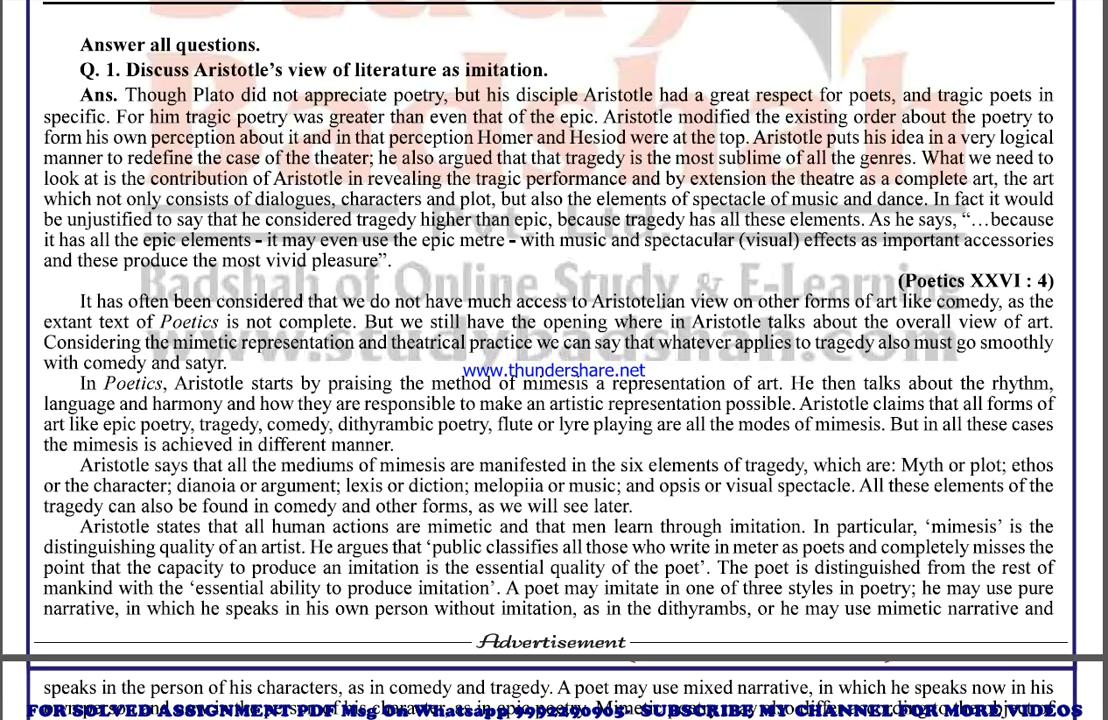 Answer all questions.
Q. 1. Discuss Aristotle's view of literature as imitation.
Ans. Though Plato did not appreciate poetry, but his disciple Aristotle had a great respect for poets, and tragic poets in
specific. For him tragic poetry was greater than even that of the epic. Aristotle modified the existing order about the poetry to
form his own perception about it and in that perception Homer and Hesiod were at the top. Aristotle puts his idea in a very logical
manner to redefine the case of the theater; he also argued that that tragedy is the most sublime of all the genres. What we need to
look at is the contribution of Aristotle in revealing the tragic performance and by extension the theatre as a complete art, the art
which not only consists of dialogues, characters and plot, but also the elements of spectacle of music and dance. In fact it would
be unjustified to say that he considered tragedy higher than epic, because tragedy has all these elements. As he says, “…because
it has all the epic elements - it may even use the epic metre - with music and spectacular (visual) effects as important accessories
and these produce the most vivid pleasure”.
(Poetics XXVI : 4)
It has often been considered that we do not have much access to Aristotelian view on other forms of art like comedy, as the
extant text of Poetics is not complete. But we still have the opening where in Aristotle talks about the overall view of art.
Considering the mimetic representation and theatrical practice we can say that whatever applies to tragedy also must go smoothly
with comedy and satyr.
www.thundershare.net
In Poetics, Aristotle starts by praising the method of mimesis a representation of art. He then talks about the rhythm,
language and harmony and how they are responsible to make an artistic representation possible. Aristotle claims that all forms of
art like epic poetry, tragedy, comedy, dithyrambic poetry, flute or lyre playing are all the modes of mimesis. But in all these cases
the mimesis is achieved in different manner.
Aristotle says that all the mediums of mimesis are manifested in the six elements of tragedy, which are: Myth or plot; ethos
or the character; dianoia or argument; lexis or diction; melopiia or music; and opsis or visual spectacle. All these elements of the
tragedy can also be found in comedy and other forms, as we will see later.
Aristotle states that all human actions are mimetic and that men learn through imitation. In particular, ‘mimesis’ is the
distinguishing quality of an artist. He argues that ‘public classifies all those who write in meter as poets and completely misses the
point that the capacity to produce an imitation is the essential quality of the poet’. The poet is distinguished from the rest of
mankind with the ‘essential ability to produce imitation’. A poet may imitate in one of three styles in poetry; he may use pure
narrative, in which he speaks in his own person without imitation, as in the dithyrambs, or he may use mimetic narrative and
Advertisement
speaks in the person of his characters, as in comedy and tragedy. A poet may use mixed narrative, in which he speaks now in his
FOR SOLVED ASSIGNMENT PDF Msg On Whatsapp 9992290905- SUBSCRIBE MY CHANNEL FOR MORE VIDEOS
Badshah
Pvt. Ltd.
Badshah of Online Study & E-Learning
www.studybadshah.com